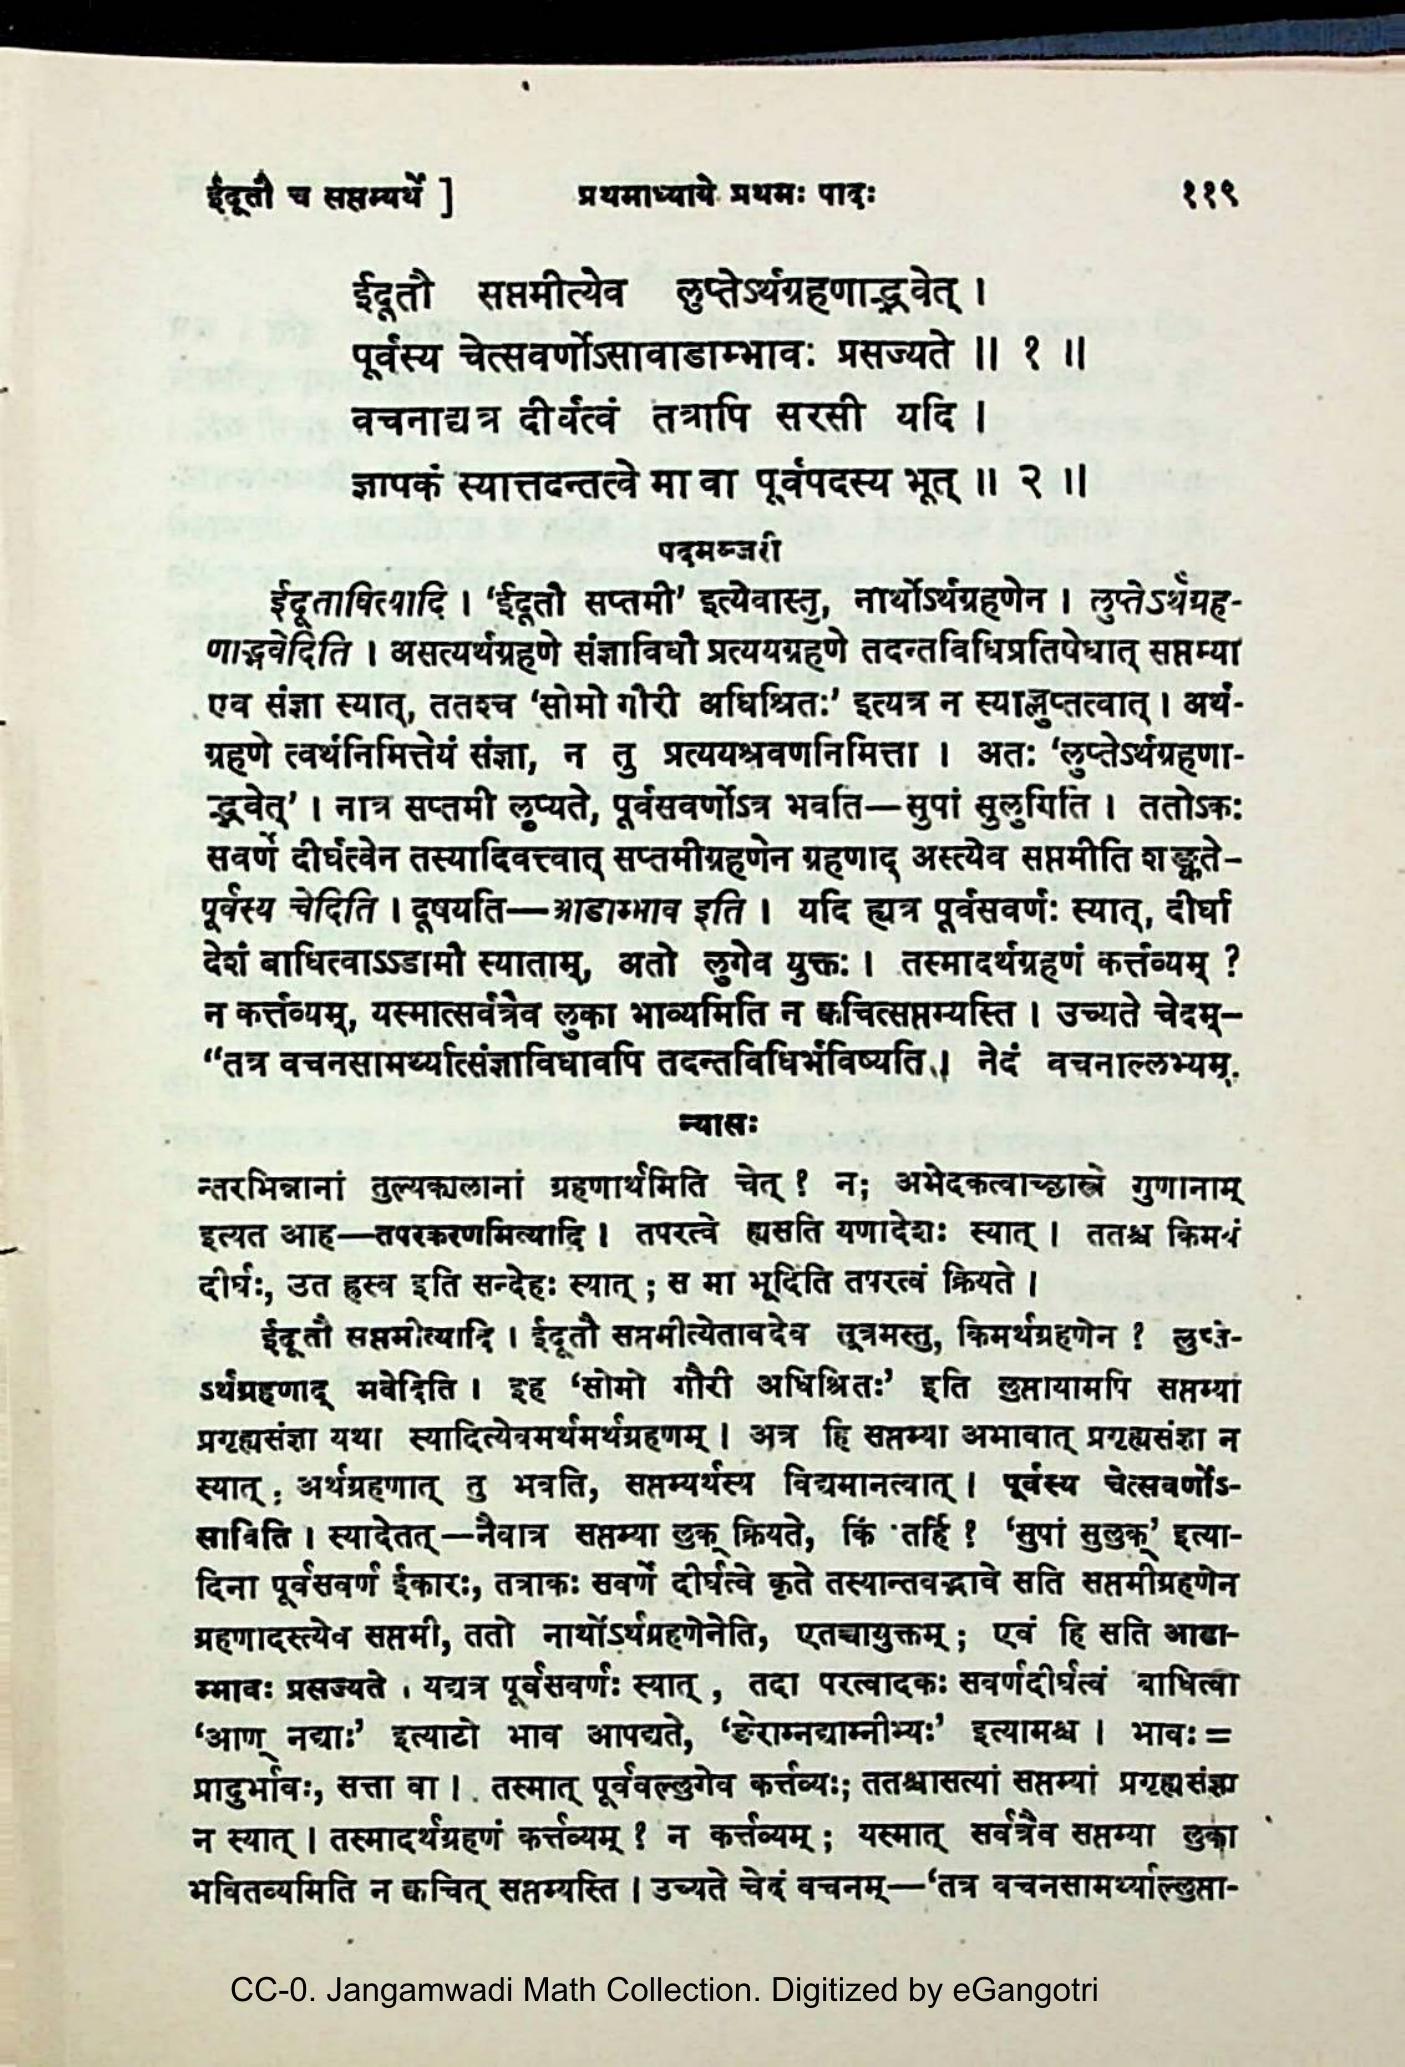 ईदूतौ च सप्तम्यर्थे ] प्रथमाध्याये प्रथमः पादः ११९
ईदूतौ सप्तमीत्येव लुप्तेऽर्थग्रहणाद्भवेत् ।
पूर्वस्य चेत्सवर्णोऽसावाडाम्भावः प्रसज्यते ॥ १ ॥
वचनाद्यत्र दीर्घत्वं तत्रापि सरसी यदि ।
ज्ञापकं स्यात्तदन्तत्वे मा वा पूर्वपदस्य भूत् ॥ २ ॥
पदमञ्जरी
ईदूतावित्यादि । ‘ईदूतौ सप्तमी’ इत्येवास्तु, नार्थोऽर्थग्रहणेन । लुप्तेऽर्थग्रह-
णाद्भवेदिति । असत्यर्थग्रहणे संज्ञाविधौ प्रत्ययग्रहणे तदन्तविधिप्रतिषेधात् सप्तम्या
एव संज्ञा स्यात्, ततश्च ‘सोमो गौरी अधिश्रितः’ इत्यत्र न स्याल्लुप्तत्वात् । अर्थ-
ग्रहणे त्वर्थनिमित्तेयं संज्ञा, न तु प्रत्ययश्रवणनिमित्ता । अतः ‘लुप्तेऽर्थग्रहणा-
द्भवेत्’ । नात्र सप्तमी लुप्यते, पूर्वसवर्णोऽत्र भवति—सुपां सुलुगिति । ततोऽकः
सवर्णे दीर्घत्वेन तस्यादिवत्त्वात् सप्तमीग्रहणेन ग्रहणाद् अस्त्येव सप्तमीति शङ्कते–
पूर्वस्य चेदिति । दूषयति—आडाम्भाव इति । यदि ह्यत्र पूर्वसवर्णः स्यात्, दीर्घा
देशं बाधित्वाऽऽडामौ स्याताम्, अतो लुगेव युक्तः । तस्मादर्थग्रहणं कर्त्तव्यम् ?
न कर्त्तव्यम्, यस्मात्सर्वत्रैव लुका भाव्यमिति न क्वचित्सप्तम्यस्ति । उच्यते चेदम्–
“तत्र वचनसामर्थ्यात्संज्ञाविधावपि तदन्तविधिर्भविष्यति । नेदं वचनाल्लभ्यम्,
न्यासः
न्तरभिन्नानां तुल्यकालानां ग्रहणार्थमिति चेत् ? न; अभेदकत्वाच्छास्त्रे गुणानाम्
इत्यत आह—तपरकरणमित्यादि । तपरत्वे ह्यसति यणादेशः स्यात् । ततश्च किमयं
दीर्घः, उत ह्रस्व इति सन्देहः स्यात् ; स मा भूदिति तपरत्वं क्रियते ।
ईदूतौ सप्तमीत्यादि । ईदूतौ सप्तमीत्येतावदेव सूत्रमस्तु, किमर्थग्रहणेन ? लुप्ते-
ऽर्थग्रहणाद् भवेदिति । इह ‘सोमो गौरी अधिश्रितः’ इति लुप्तायामपि सप्तम्यां
प्रगृह्यसंज्ञा यथा स्यादित्येवमर्थमर्थग्रहणम् । अत्र हि सप्तम्या अभावात् प्रगृह्यसंज्ञा न
स्यात् ; अर्थग्रहणात् तु भवति, सप्तम्यर्थस्य विद्यमानत्वात् । पूर्वस्य चेत्सवर्णोऽ-
साविति । स्यादेतत्—नैवात्र सप्तम्या लुक् क्रियते, किं तर्हि ? ‘सुपां सुलुक्’ इत्या-
दिना पूर्वसवर्ण ईकारः, तत्राकः सवर्णे दीर्घत्वे कृते तस्यान्तवद्भावे सति सप्तमीग्रहणेन
ग्रहणादस्त्येव सप्तमी, ततो नार्थोऽर्थग्रहणेनेति, एतच्चायुक्तम् ; एवं हि सति आडा-
म्भावः प्रसज्यते । यद्यत्र पूर्वसवर्णः स्यात् , तदा परत्वादकः सवर्णदीर्घत्वं बाधित्वा
‘आण् नद्याः’ इत्याटो भाव आपद्यते, ‘ङेराम्नद्याम्नीभ्यः’ इत्यामश्च । भावः =
प्रादुर्भावः, सत्ता वा । तस्मात् पूर्ववल्लुगेव कर्त्तव्यः; ततश्चासत्यां सप्तम्यां प्रगृह्यसंज्ञा
न स्यात् । तस्मादर्थग्रहणं कर्त्तव्यम् ? न कर्त्तव्यम् ; यस्मात् सर्वत्रैव सप्तम्या लुका
भवितव्यमिति न क्वचित् सप्तम्यस्ति । उच्यते चेदं वचनम्—‘तत्र वचनसामर्थ्याल्लुप्ता-
CC-0. Jangamwadi Math Collection. Digitized by eGangotri